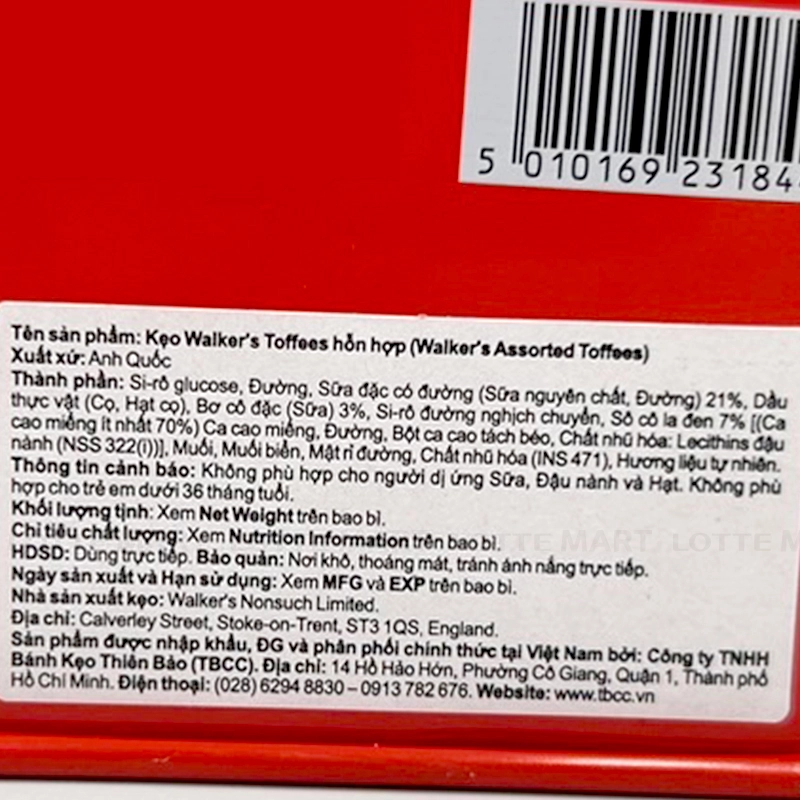 5 010169 23184
Tên sản phẩm: Kẹo Walker's Toffees hỗn hợp (Walker's Assorted Toffees)
Xuất xứ: Anh Quốc
Thành phần: Si-rô glucose, Đường, Sữa đặc có đường (Sữa nguyên chất, Đường) 21%, Dầu
thực vật (Cọ, Hạt cọ), Bơ cô đặc (Sữa) 3%, Si-rô đường nghịch chuyển, Sô cô la đen 7% [(Ca
cao miếng ít nhất 70%) Ca cao miếng, Đường, Bột ca cao tách béo, Chất nhũ hóa: Lecithins đậu
nành (NSS 322(i))], Muối, Muối biển, Mật rỉ đường, Chất nhũ hóa (INS 471), Hương liệu tự nhiên.
Thông tin cảnh báo: Không phù hợp cho người dị ứng Sữa, Đậu nành và Hạt. Không phù
hợp cho trẻ em dưới 36 tháng tuổi.
Khối lượng tịnh: Xem Net Weight trên bao bì.
Chỉ tiêu chất lượng: Xem Nutrition Information trên bao bì.
LOTTE MART LOTTE M
HDSD: Dùng trực tiếp. Bảo quản: Nơi khô, thoáng mát, tránh ánh nắng trực tiếp.
Ngày sản xuất và Hạn sử dụng: Xem MFG và EXP trên bao bì.
Nhà sản xuất kẹo: Walker's Nonsuch Limited.
Địa chỉ: Calverley Street, Stoke-on-Trent, ST3 1QS, England.
Sản phẩm được nhập khẩu, ĐG và phân phối chính thức tại Việt Nam bởi: Công ty TNHH
Bánh Kẹo Thiên Bảo (TBCC). Địa chỉ: 14 Hồ Hảo Hớn, Phường Cô Giang, Quận 1, Thành phố
Hồ Chí Minh. Điện thoại: (028) 6294 8830 – 0913 782 676. Website: www.tbcc.vn